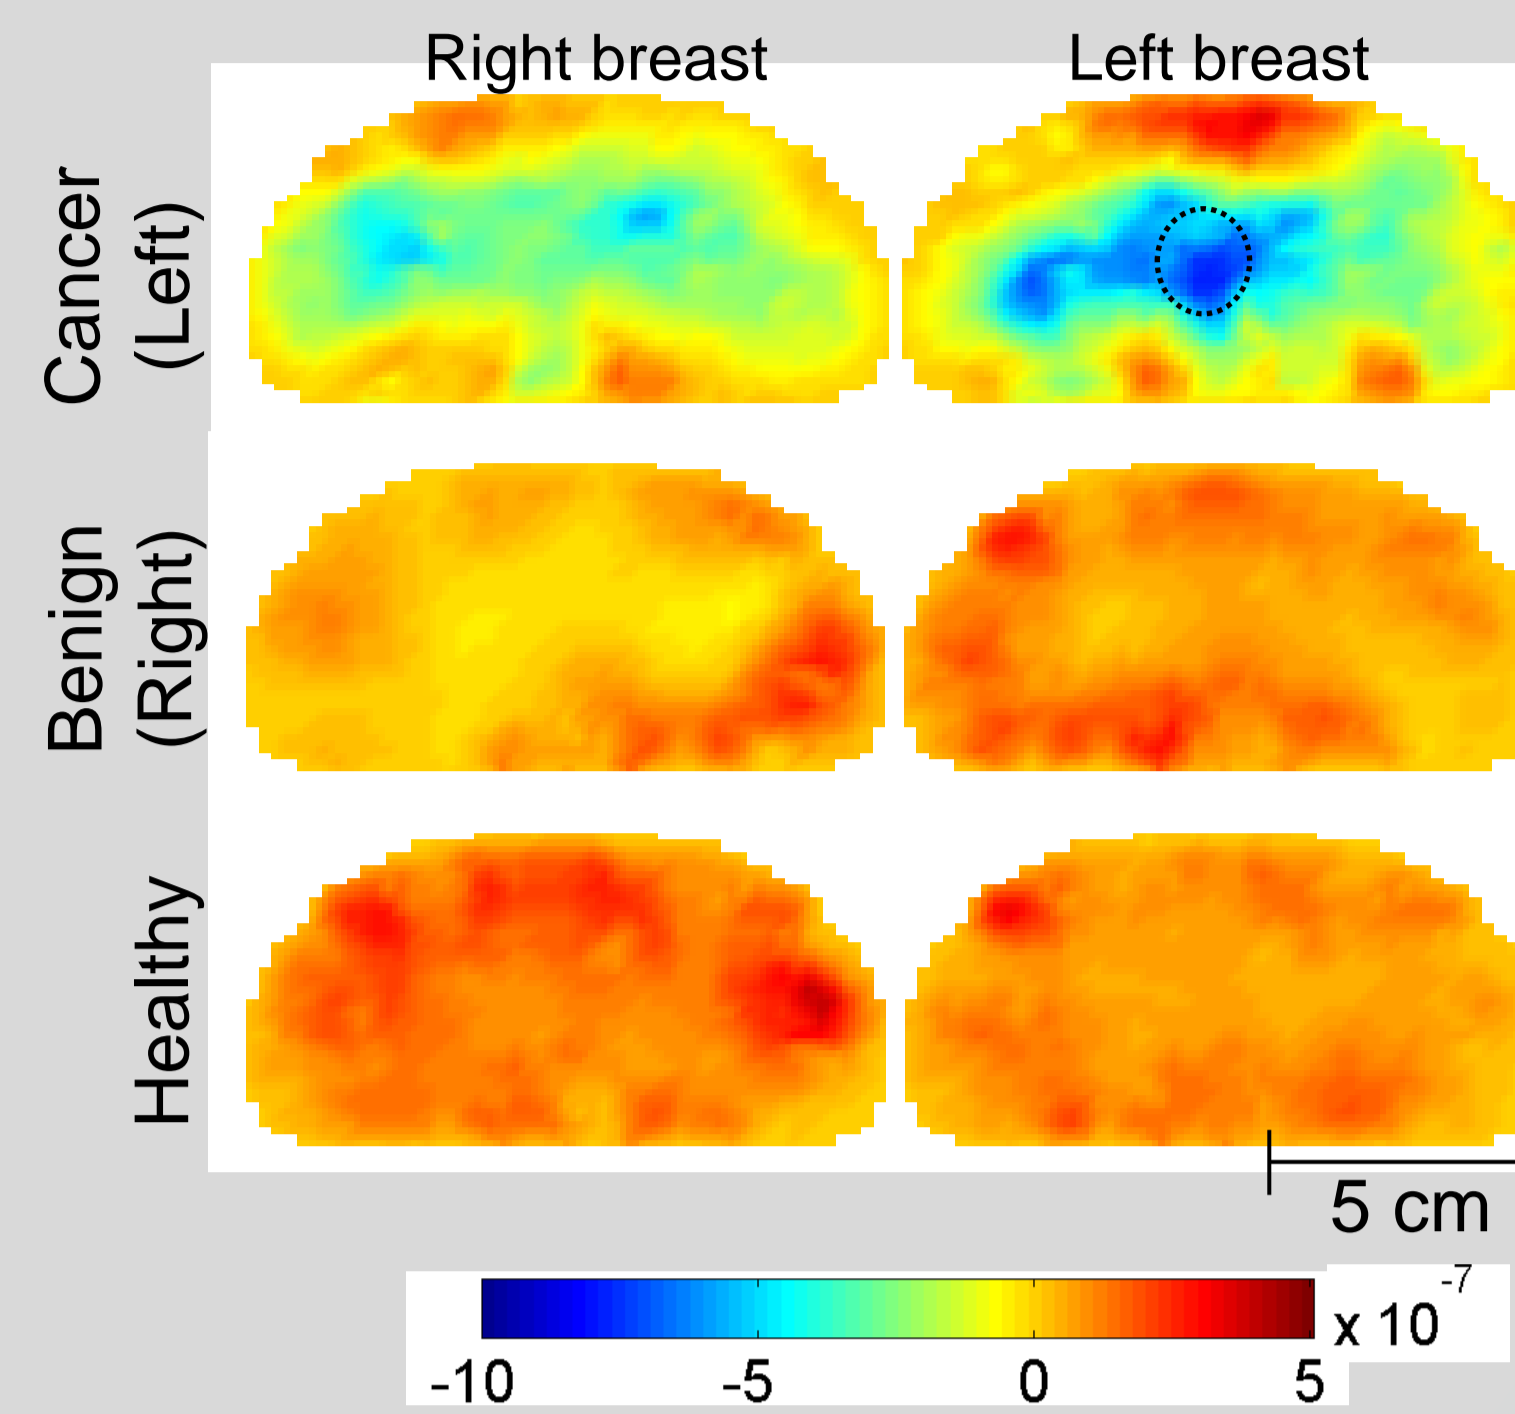 Right breast Left breast
Cancer
(Left)
Benign
(Right)
Healthy
5 cm
-10 -5 0 5 x 10-7